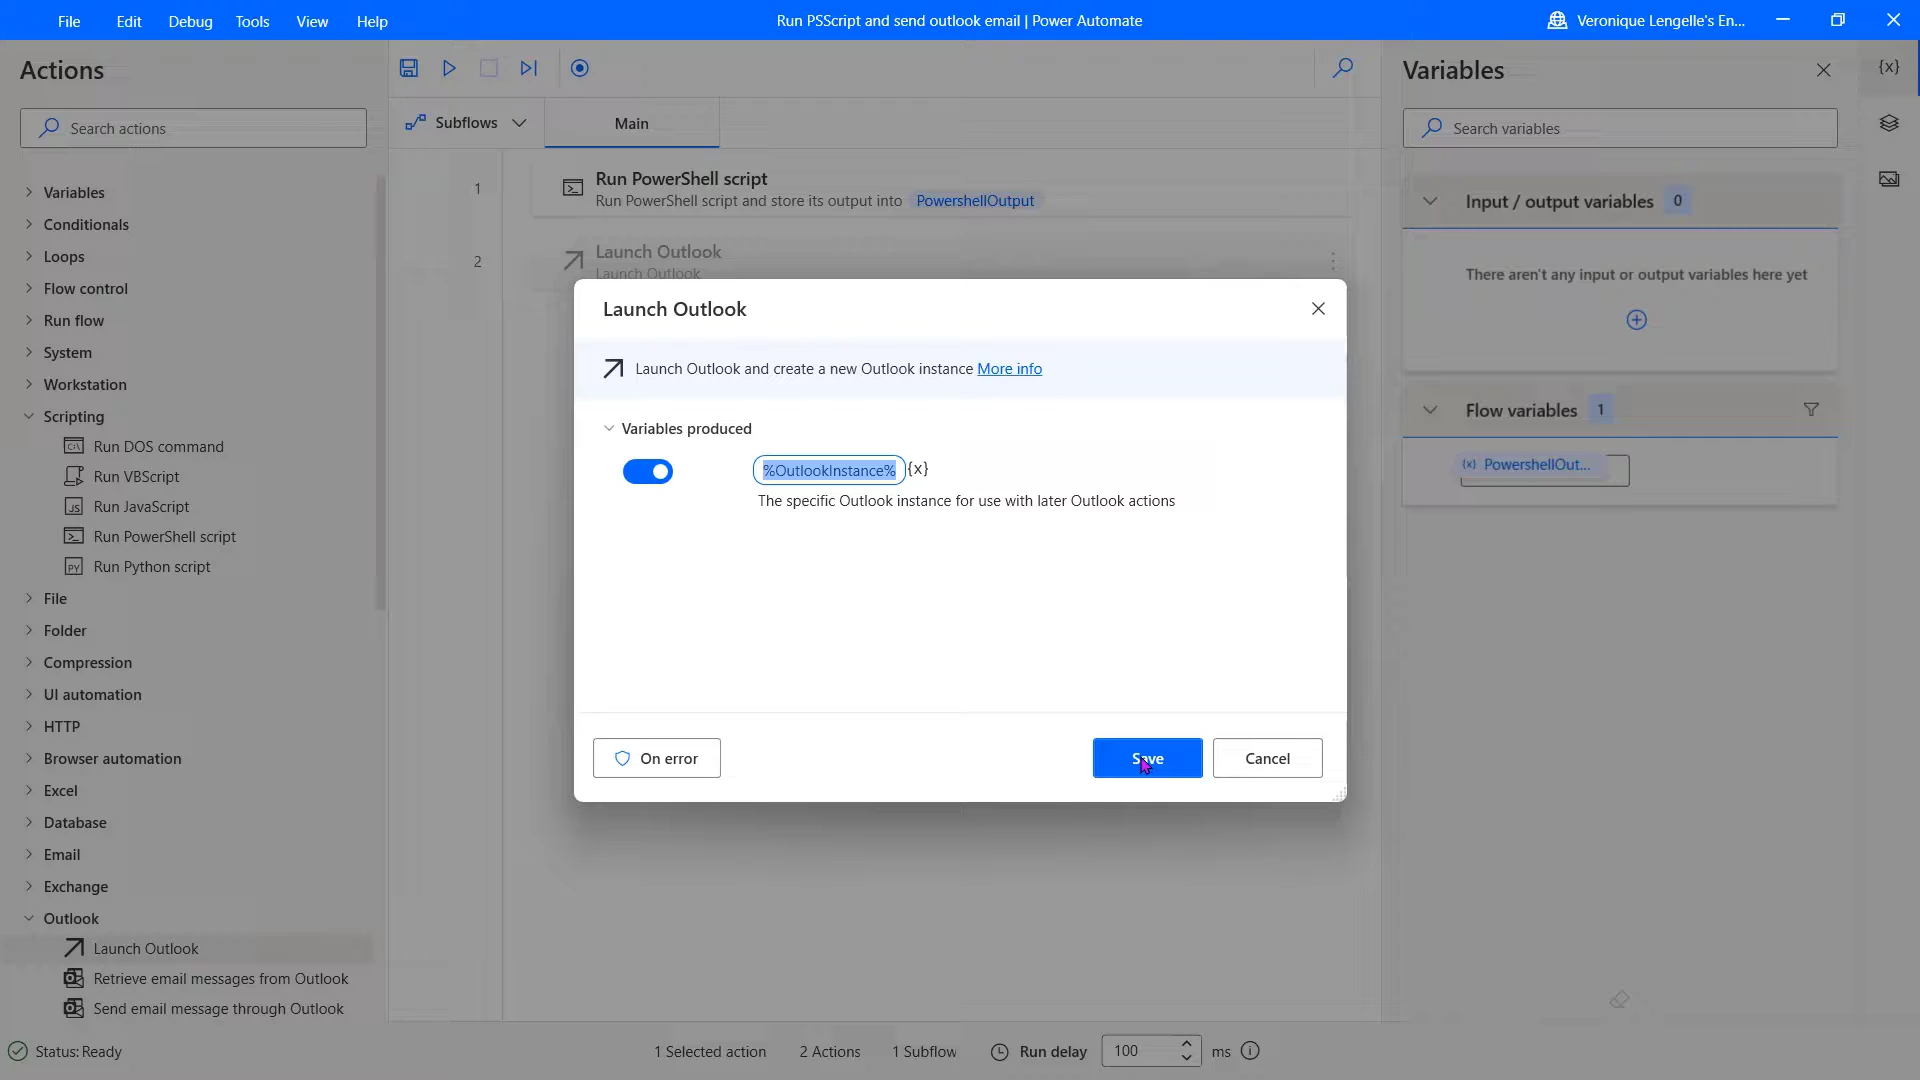 File Edit Debug Tools View Help
Run PSScript and send outlook email | Power Automate
Veronique Lengelle's En...
Actions
Search actions
Variables
Conditionals
Loops
Flow control
Run flow
System
Workstation
Scripting
Run DOS command
Run VBScript
Run JavaScript
Run PowerShell script
Run Python script
File
Folder
Compression
UI automation
HTTP
Browser automation
Excel
Database
Email
Exchange
Outlook
Launch Outlook
Retrieve email messages from Outlook
Send email message through Outlook
Subflows
Main
1
Run PowerShell script
Run PowerShell script and store its output into PowershellOutput
2
Launch Outlook
Launch Outlook
Launch Outlook
Launch Outlook and create a new Outlook instance More info
Variables produced
%OutlookInstance% {x}
The specific Outlook instance for use with later Outlook actions
On error
Save
Cancel
Variables
{x}
Search variables
Input / output variables 0
There aren't any input or output variables here yet
Flow variables 1
(x) PowershellOut...
Status: Ready
1 Selected action
2 Actions
1 Subflow
Run delay
100
ms